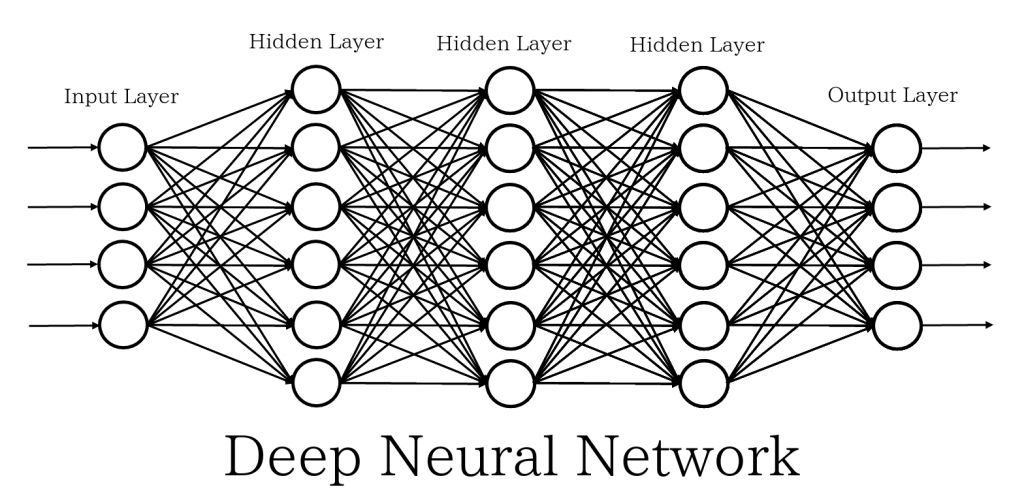 Hidden Layer
Hidden Layer
Hidden Layer
Input Layer
Output Layer
Deep Neural Network